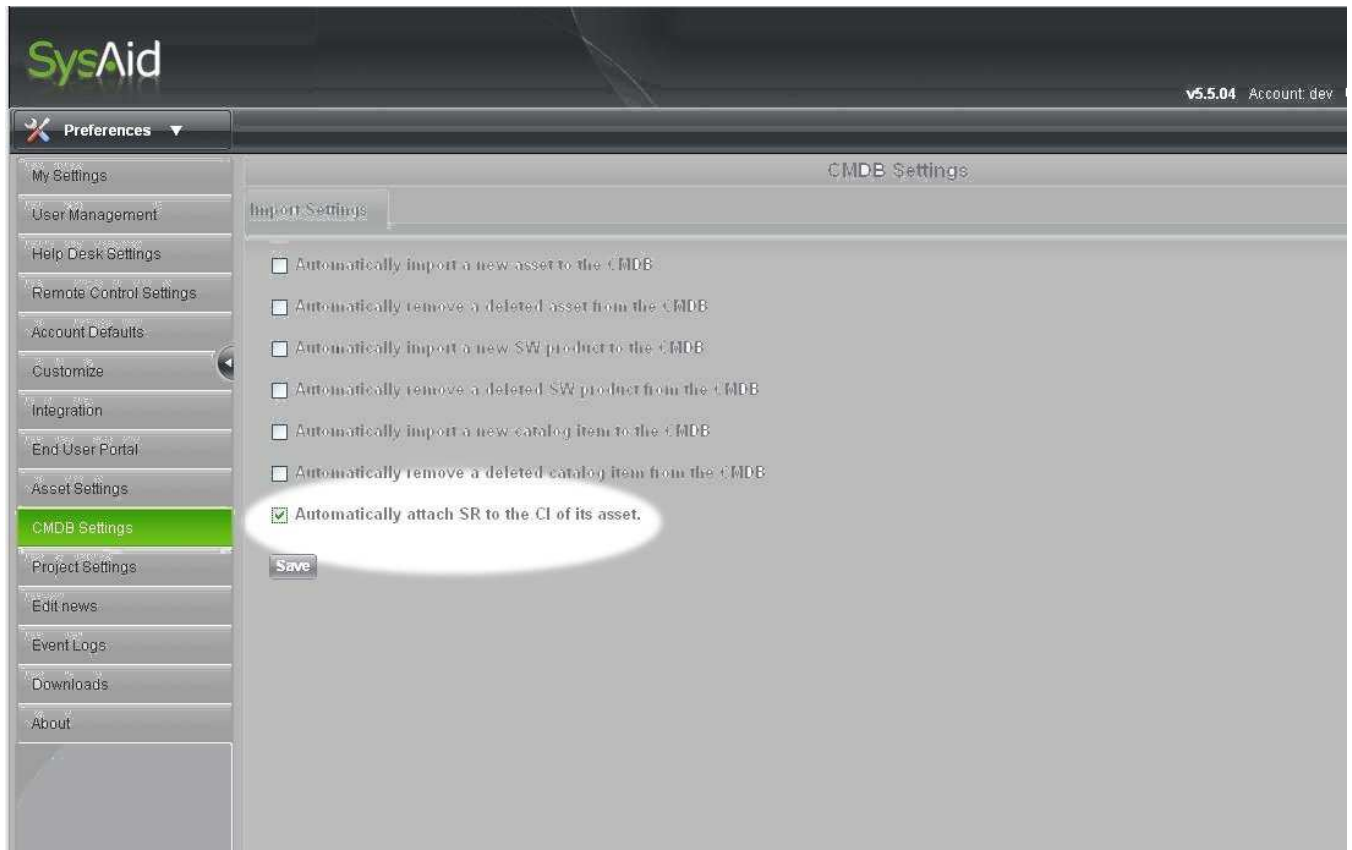 SysAid
v5.5.04 Account: dev
Preferences
My Settings
User Management
Help Desk Settings
Remote Control Settings
Account Defaults
Customize
Integration
End User Portal
Asset Settings
CMDB Settings
Project Settings
Edit news
Event Logs
Downloads
About
CMDB Settings
Import Settings
Automatically import a new asset to the CMDB
Automatically remove a deleted asset from the CMDB
Automatically import a new SW product to the CMDB
Automatically remove a deleted SW product from the CMDB
Automatically import a new catalog item to the CMDB
Automatically remove a deleted catalog item from the CMDB
Automatically attach SR to the CI of its asset.
Save